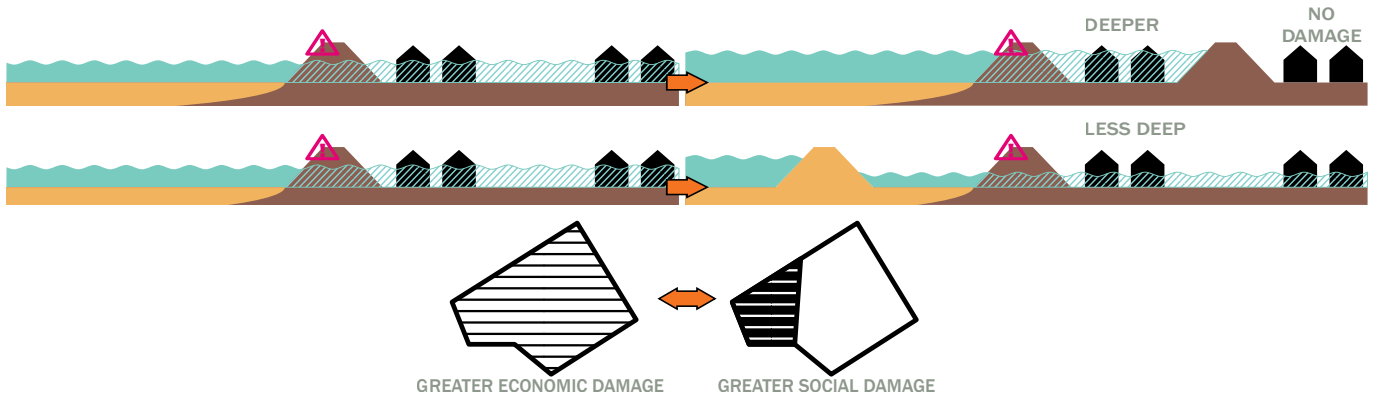 DEEPER
NO
DAMAGE
LESS DEEP
GREATER ECONOMIC DAMAGE
GREATER SOCIAL DAMAGE